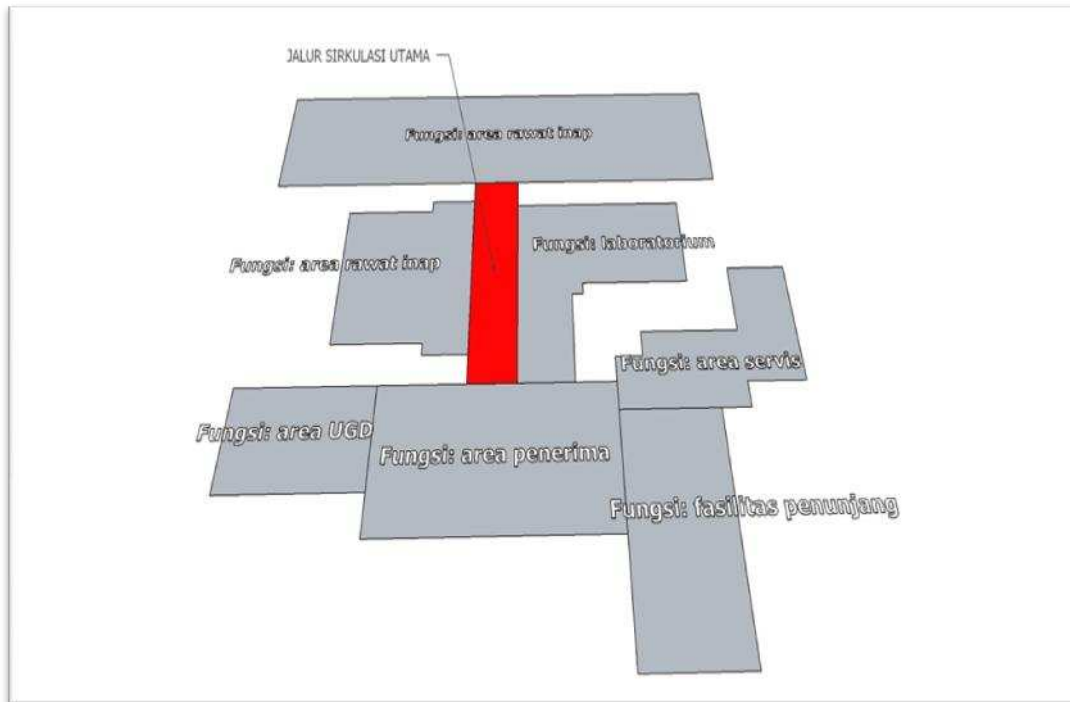 JALUR SIRKULASI UTAMA
Fungsi: area rawat inap
Fungsi: laboratorium
Fungsi: area rawat inap
Fungsi: area servis
Fungsi: area UGD
Fungsi: area penerima
Fungsi: fasilitas penunjang